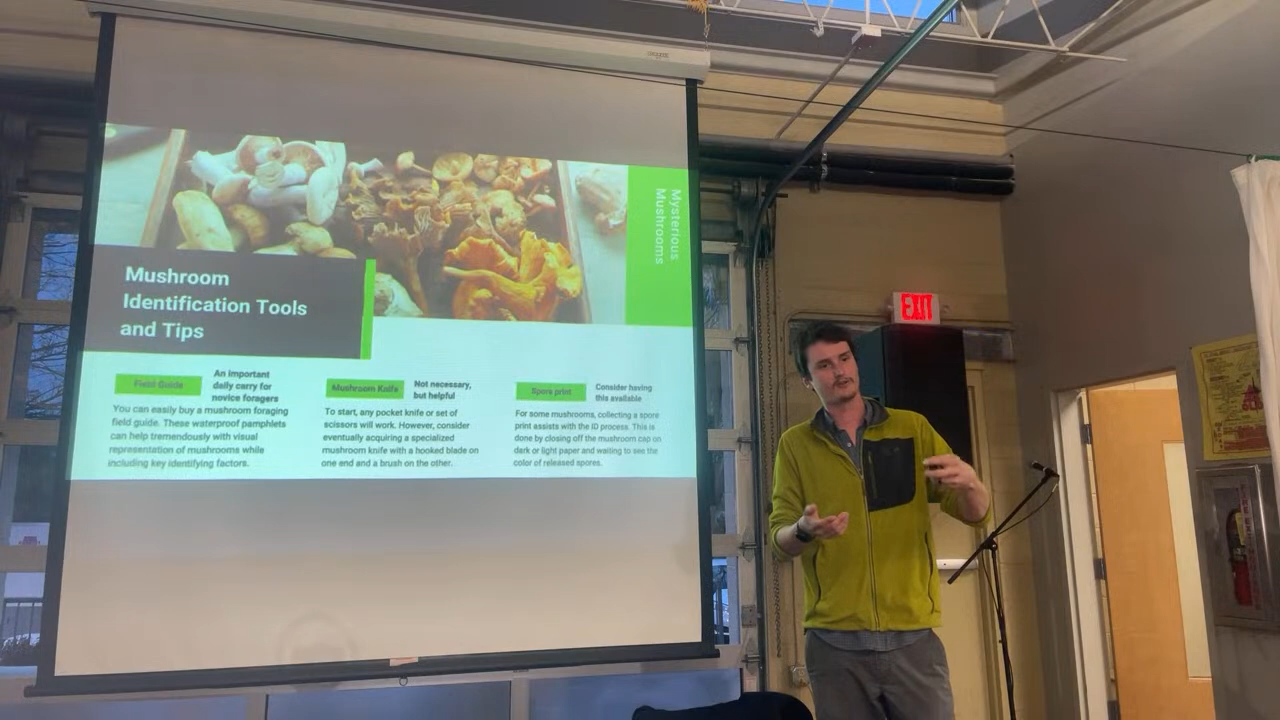 Mysterious
Mushrooms
Mushroom
Identification Tools
and Tips
Field Guide
An important
daily carry for
novice foragers
You can easily buy a mushroom foraging
field guide. These waterproof pamphlets
can help tremendously with visual
representation of mushrooms while
including key identifying factors.
Mushroom Knife
Not necessary,
but helpful
To start, any pocket knife or set of
scissors will work. However, consider
eventually acquiring a specialized
mushroom knife with a hooked blade on
one end and a brush on the other.
Spore print
Consider having
this available
For some mushrooms, collecting a spore
print assists with the ID process. This is
done by closing off the mushroom cap on
dark or light paper and waiting to see the
color of released spores.
EXIT